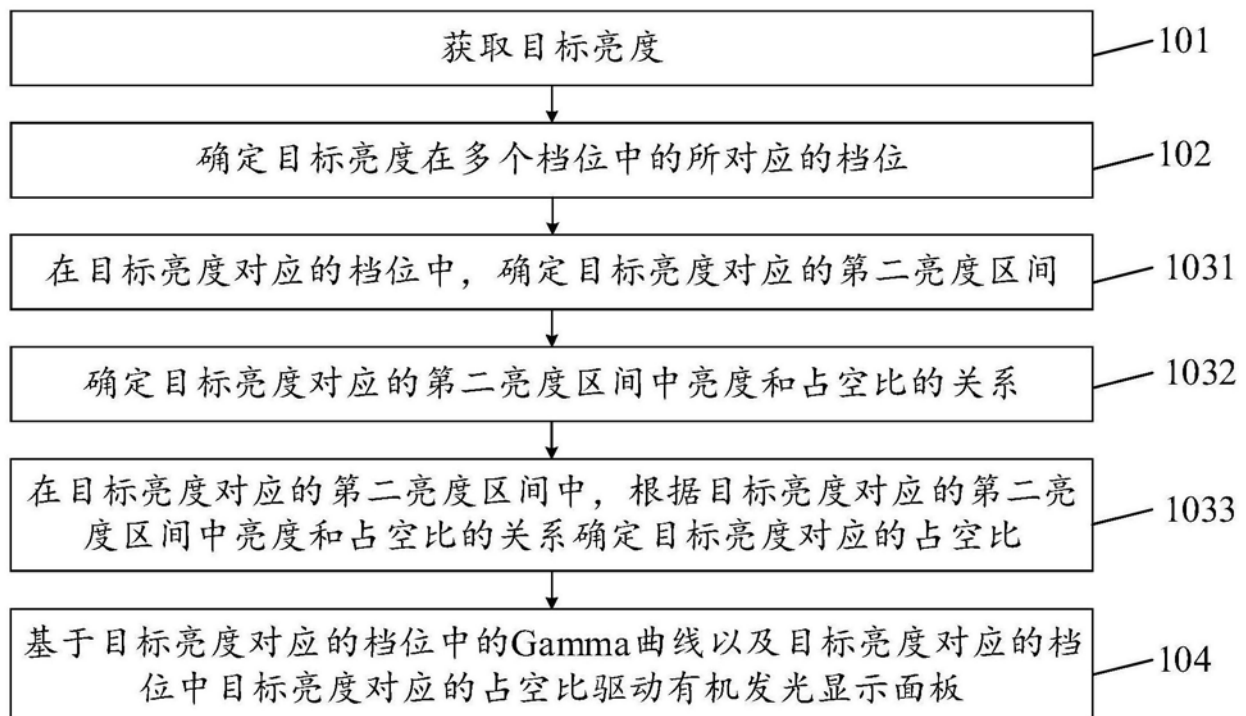 获取目标亮度
101
确定目标亮度在多个档位中的所对应的档位
102
在目标亮度对应的档位中，确定目标亮度对应的第二亮度区间
1031
确定目标亮度对应的第二亮度区间中亮度和占空比的关系
1032
在目标亮度对应的第二亮度区间中，根据目标亮度对应的第二亮
度区间中亮度和占空比的关系确定目标亮度对应的占空比
1033
基于目标亮度对应的档位中的Gamma曲线以及目标亮度对应的档
位中目标亮度对应的占空比驱动有机发光显示面板
104